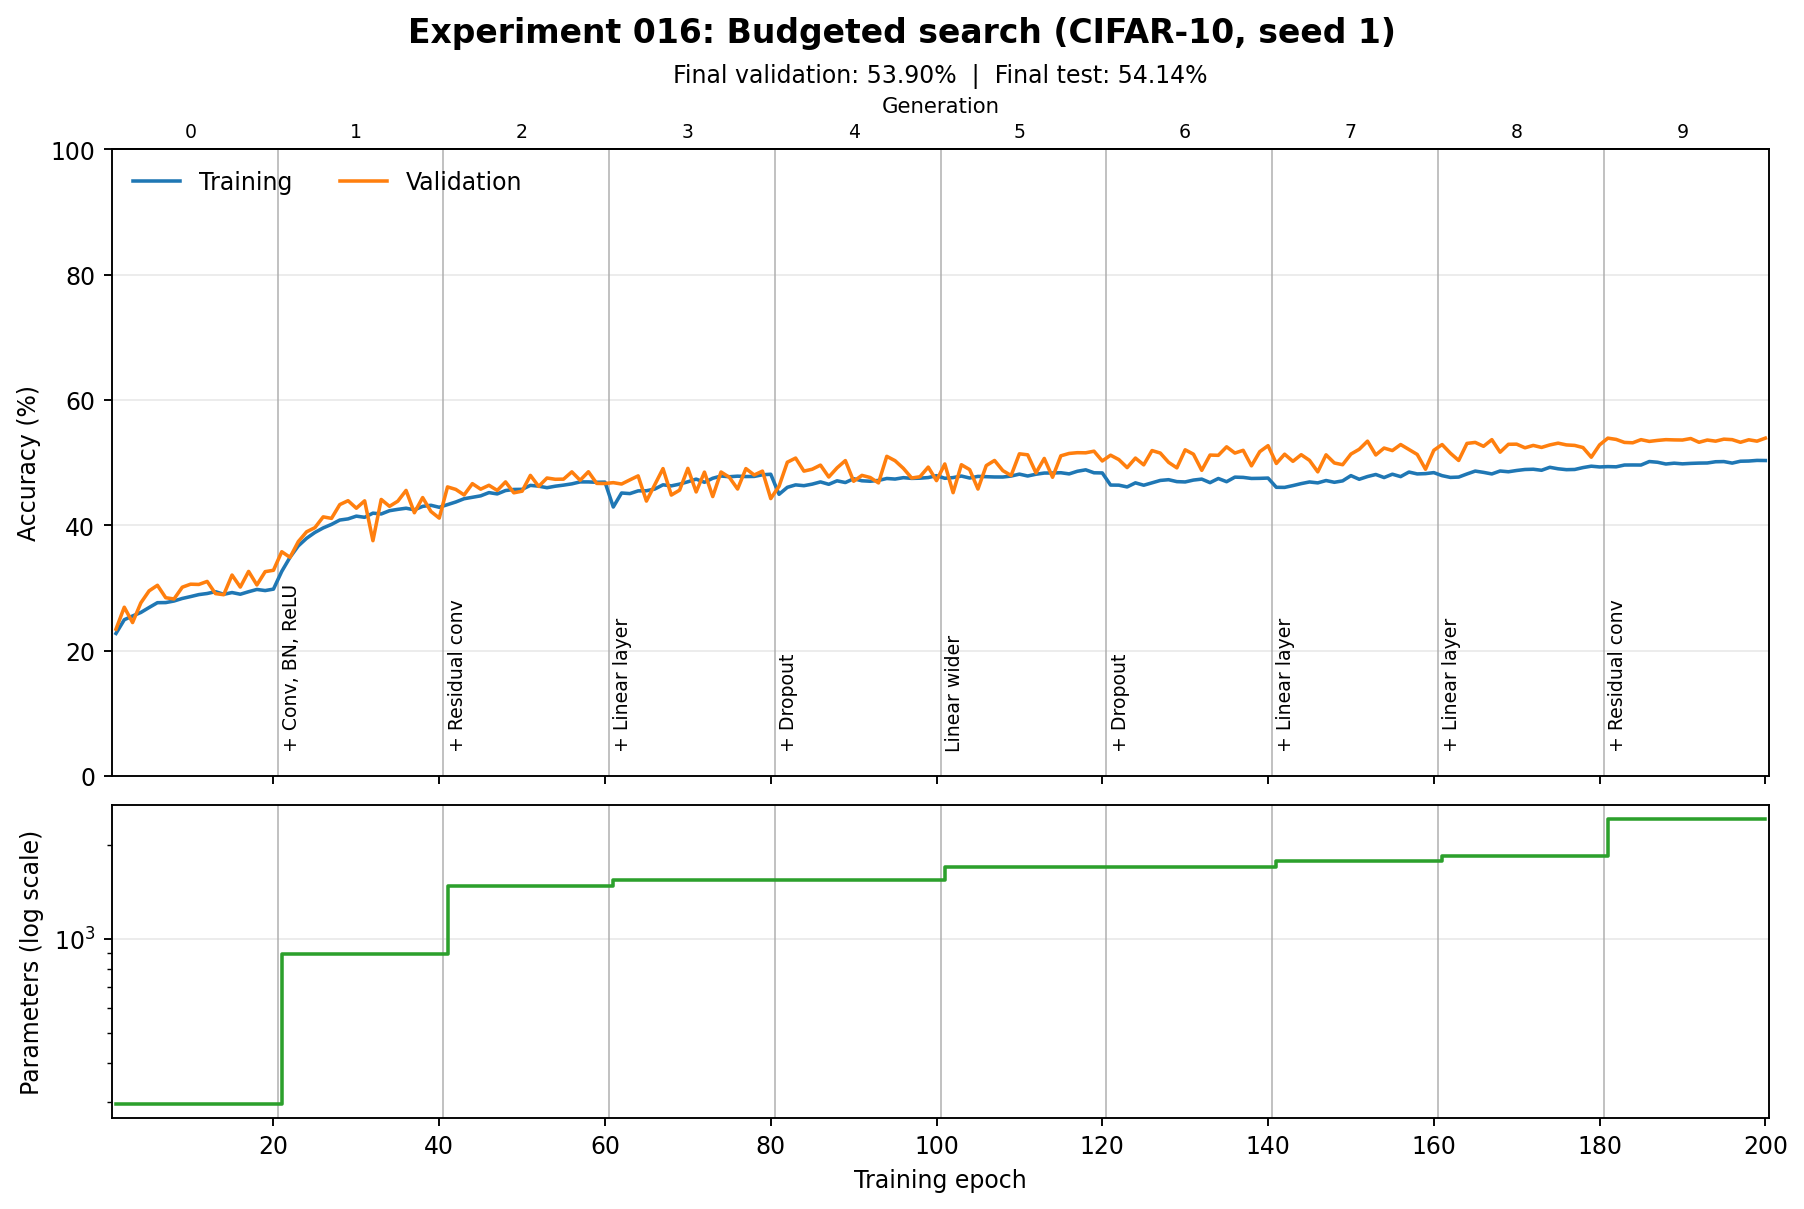 Experiment 016: Budgeted search (CIFAR-10, seed 1)
Final validation: 53.90% | Final test: 54.14%
Generation
0 1 2 3 4 5 6 7 8 9
Training
Validation
Accuracy (%)
100
80
60
40
20
0
+ Conv, BN, ReLU
+ Residual conv
+ Linear layer
+ Dropout
Linear wider
+ Dropout
+ Linear layer
+ Linear layer
+ Residual conv
Parameters (log scale)
10³
20 40 60 80 100 120 140 160 180 200
Training epoch